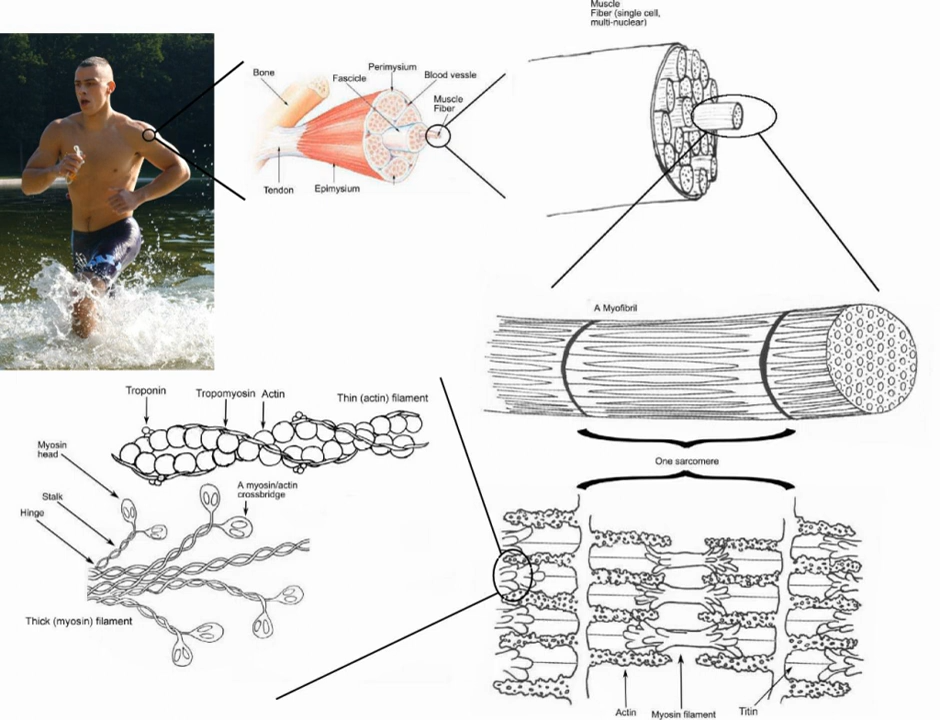 Muscle
Fiber (single cell,
multi-nuclear)
Bone
Fascicle
Perimysium
Blood vessle
Muscle
Fiber
Tendon
Epimysium
A Myofibril
One sarcomere
Troponin
Tropomyosin
Actin
Thin (actin) filament
Myosin
head
Stalk
Hinge
A myosin/actin
crossbridge
Thick (myosin) filament
Actin
Myosin filament
Titin